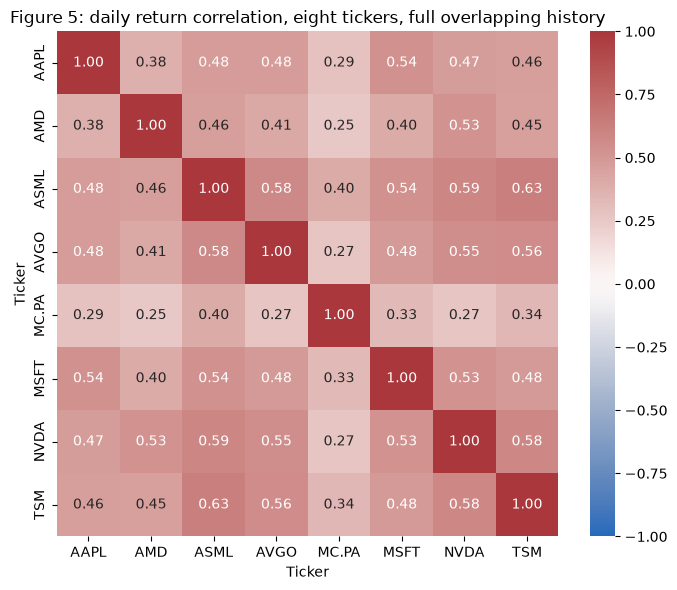 Figure 5: daily return correlation, eight tickers, full overlapping history
AAPL 1.00 0.38 0.48 0.48 0.29 0.54 0.47 0.46
AMD 0.38 1.00 0.46 0.41 0.25 0.40 0.53 0.45
ASML 0.48 0.46 1.00 0.58 0.40 0.54 0.59 0.63
AVGO 0.48 0.41 0.58 1.00 0.27 0.48 0.55 0.56
MC.PA 0.29 0.25 0.40 0.27 1.00 0.33 0.27 0.34
MSFT 0.54 0.40 0.54 0.48 0.33 1.00 0.53 0.48
NVDA 0.47 0.53 0.59 0.55 0.27 0.53 1.00 0.58
TSM 0.46 0.45 0.63 0.56 0.34 0.48 0.58 1.00
Ticker
AAPL AMD ASML AVGO MC.PA MSFT NVDA TSM
Ticker
1.00
0.75
0.50
0.25
0.00
−0.25
−0.50
−0.75
−1.00